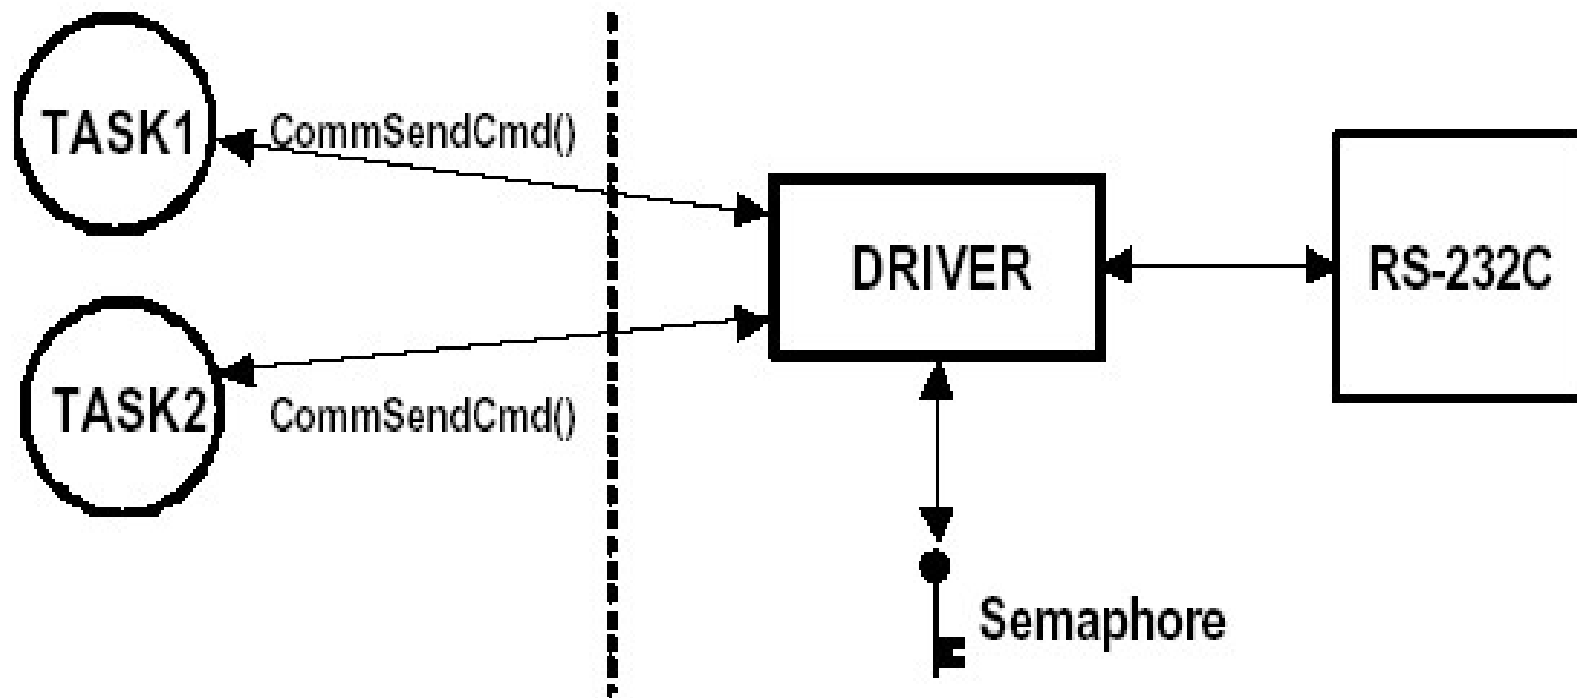 TASK1
CommSendCmd()
DRIVER
RS-232C
TASK2
CommSendCmd()
Semaphore